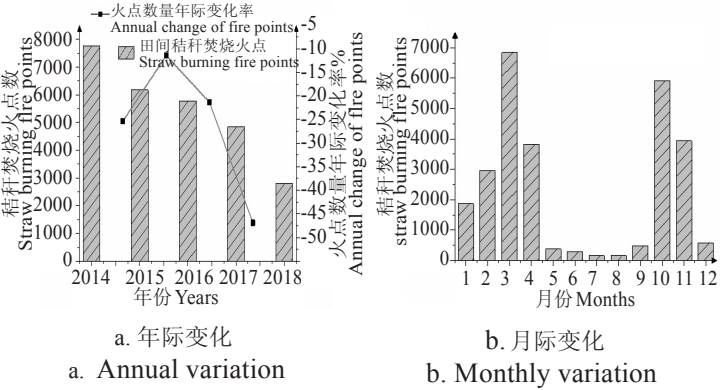 火点数量年际变化率
Annual change of fire points
田间秸秆焚烧火点
Straw burning fire points
秸秆焚烧火点数
Straw burning fire points
8000
7000
6000
5000
4000
3000
2000
1000
0
2014 2015 2016 2017 2018
年份 Years
-5
-10
-15
-20
-25
-30
-35
-40
-45
-50
火点数量年际变化率%
Annual change of fire points
a. 年际变化
a. Annual variation
秸秆焚烧火点数
straw burning fire points
7000
6000
5000
4000
3000
2000
1000
0
1 2 3 4 5 6 7 8 9 10 11 12
月份 Months
b. 月际变化
b. Monthly variation